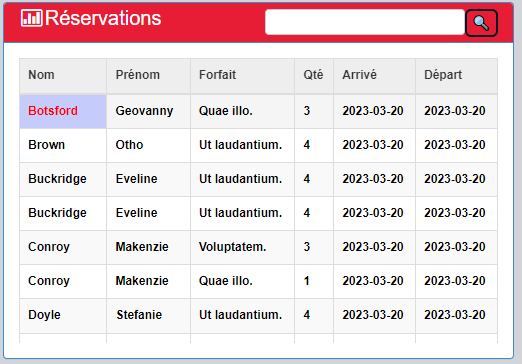 Réservations
Nom Prénom Forfait Qté Arrivé Départ
Botsford Geovanny Quae illo. 3 2023-03-20 2023-03-20
Brown Otho Ut laudantium. 4 2023-03-20 2023-03-20
Buckridge Eveline Ut laudantium. 4 2023-03-20 2023-03-20
Buckridge Eveline Ut laudantium. 4 2023-03-20 2023-03-20
Conroy Makenzie Voluptatem. 3 2023-03-20 2023-03-20
Conroy Makenzie Quae illo. 1 2023-03-20 2023-03-20
Doyle Stefanie Ut laudantium. 4 2023-03-20 2023-03-20